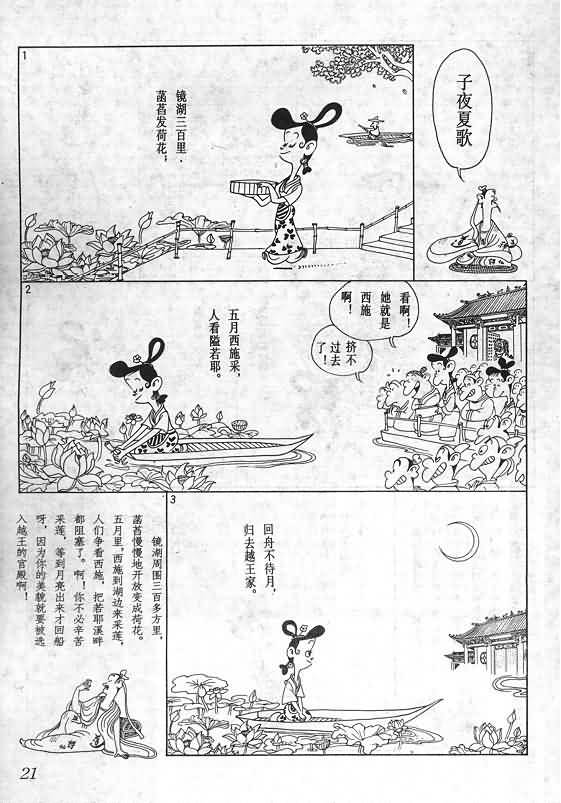 子夜夏歌
1
镜湖三百里，
菡萏发荷花；
2
五月西施采，
人看隘若耶。
看啊！
她就是
西施
啊！
挤不
过去
了！
3
回舟不待月，
归去越王家。
镜湖周围三百多方里，
菡萏慢慢地开放变成荷花。
五月里，西施到湖边来采莲，
人们争看西施，把若耶溪畔
都阻塞了。啊！你不必辛苦
采莲，等到月亮出来才回船
呀，因为你的美貌就要被选
入越王的宫殿啊！
21